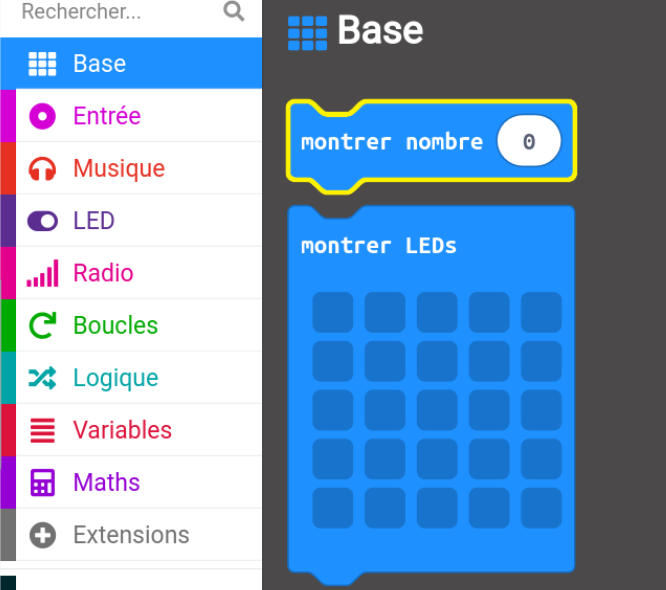 Rechercher...
Base
Entrée
Musique
LED
Radio
Boucles
Logique
Variables
Maths
Extensions
Base
montrer nombre 0
montrer LEDs